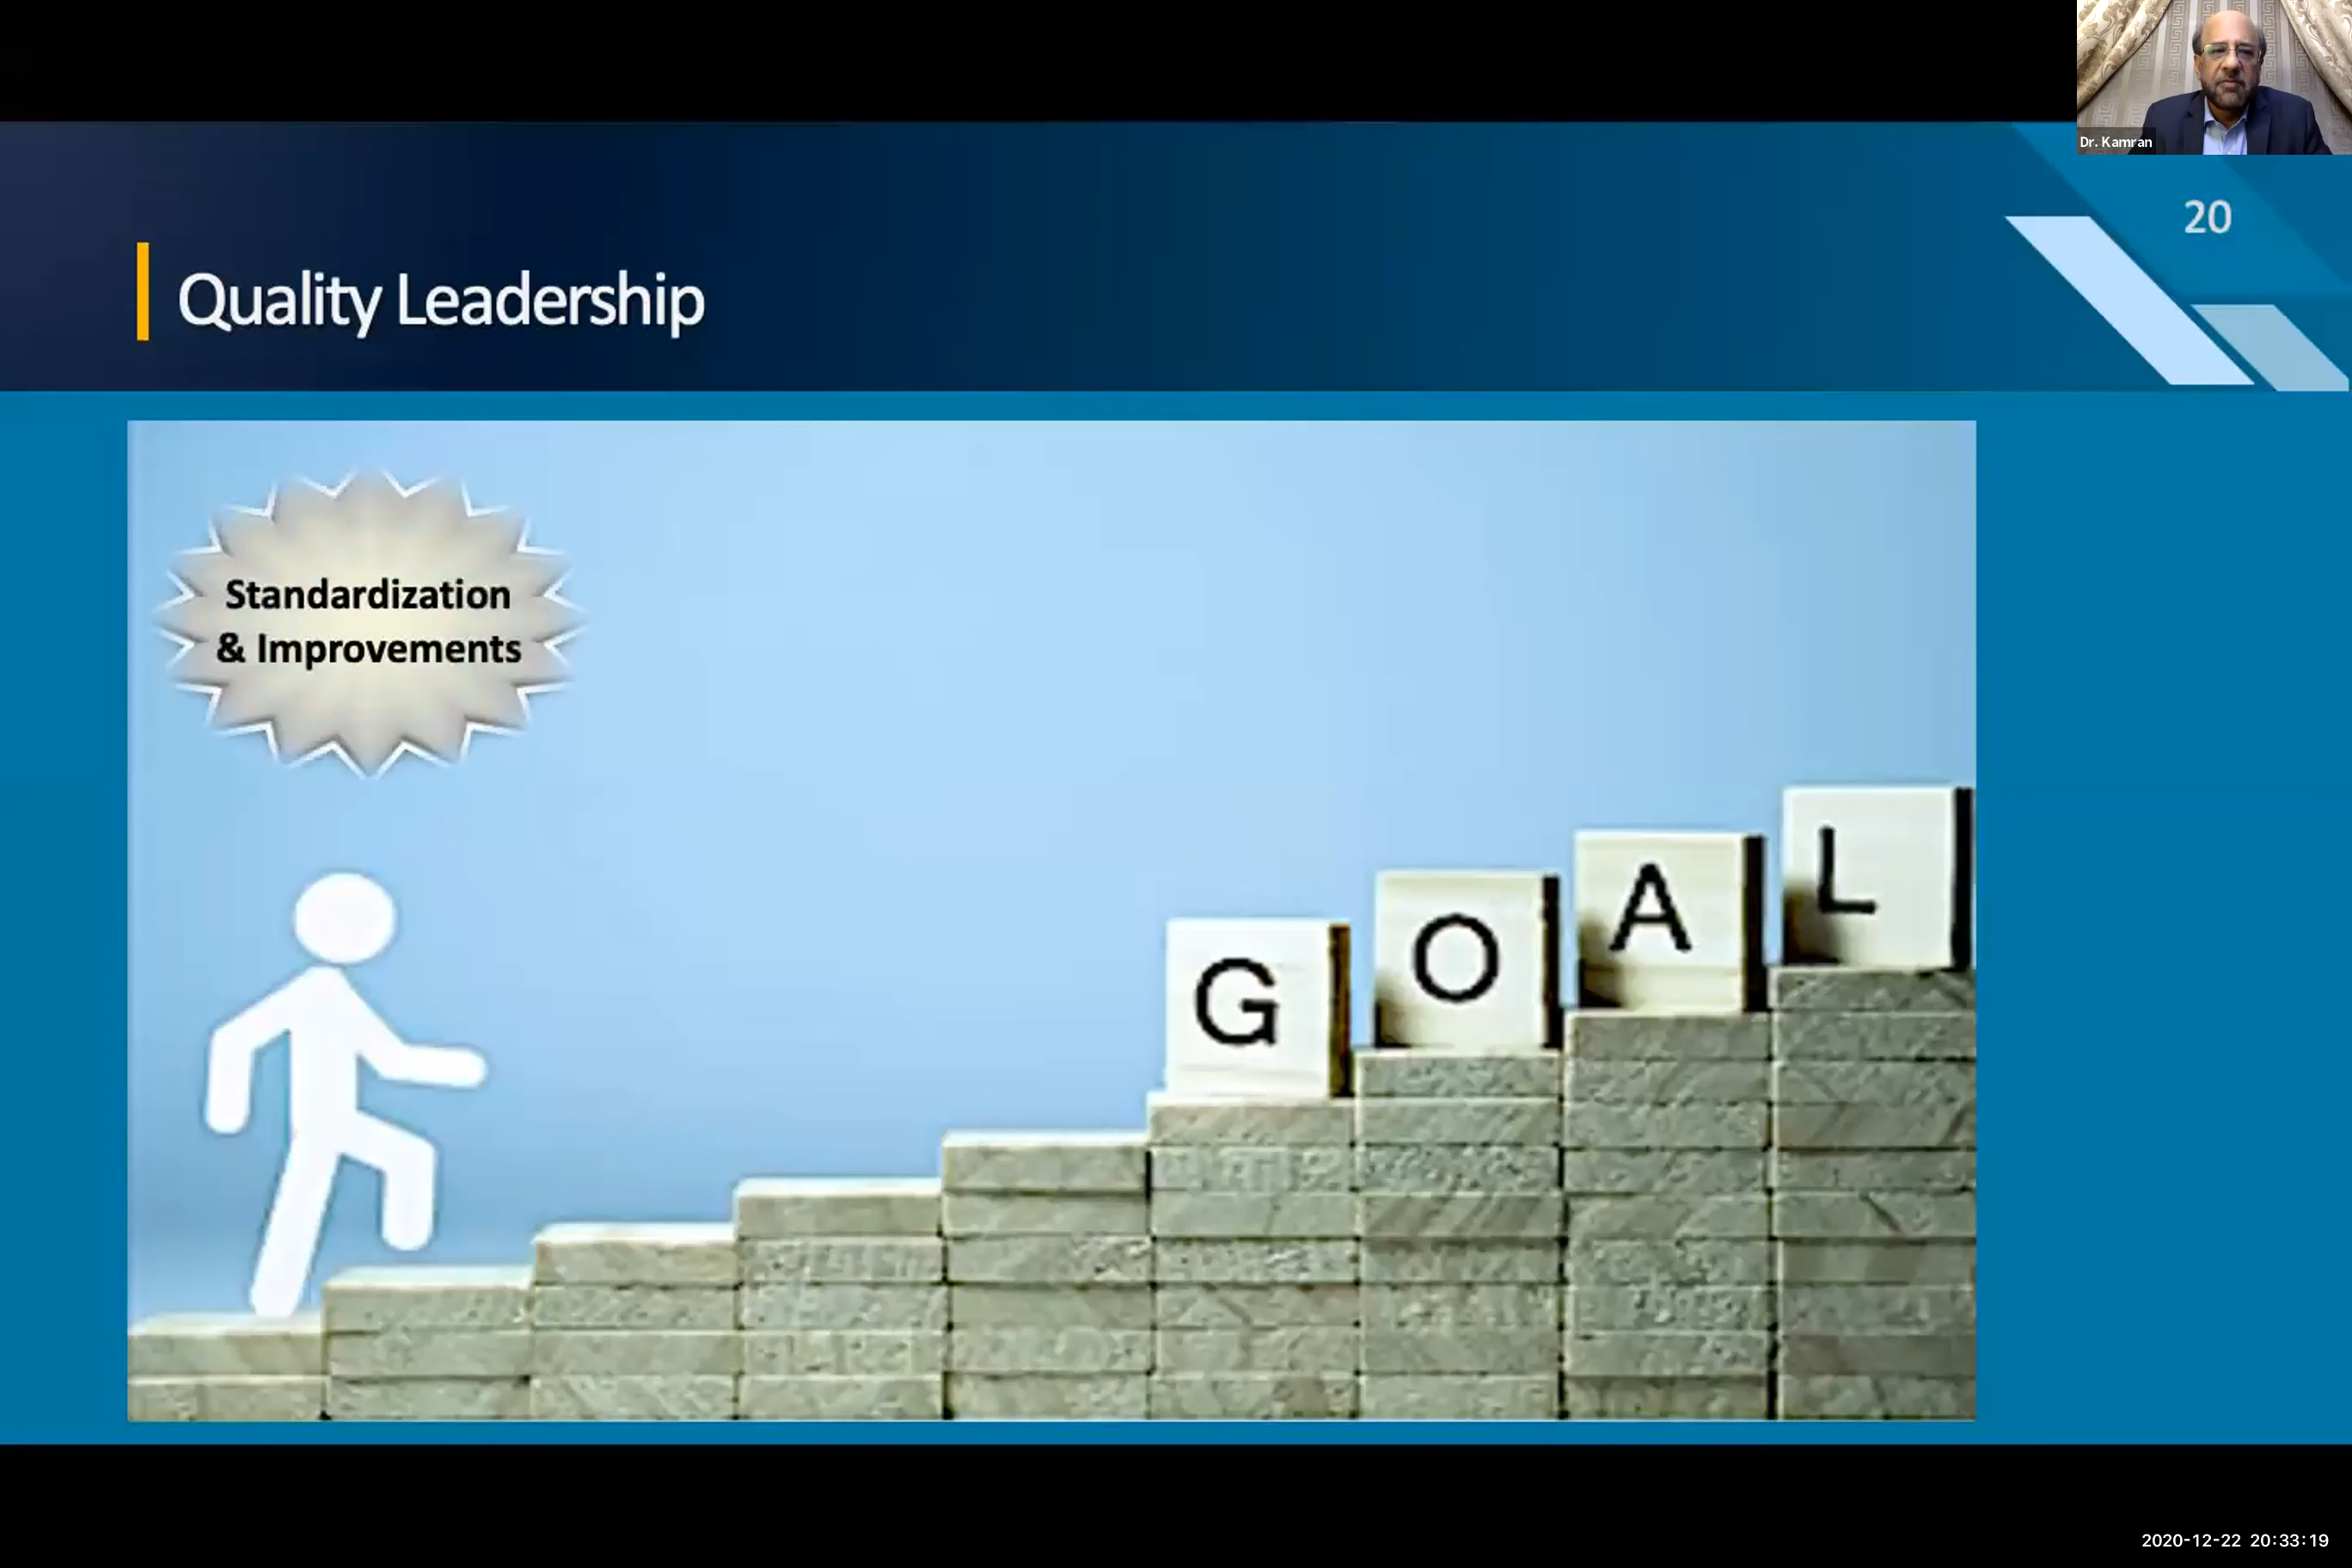 Dr. Kamran
20
Quality Leadership
Standardization
& Improvements
G O A L
2020-12-22 20:33:19